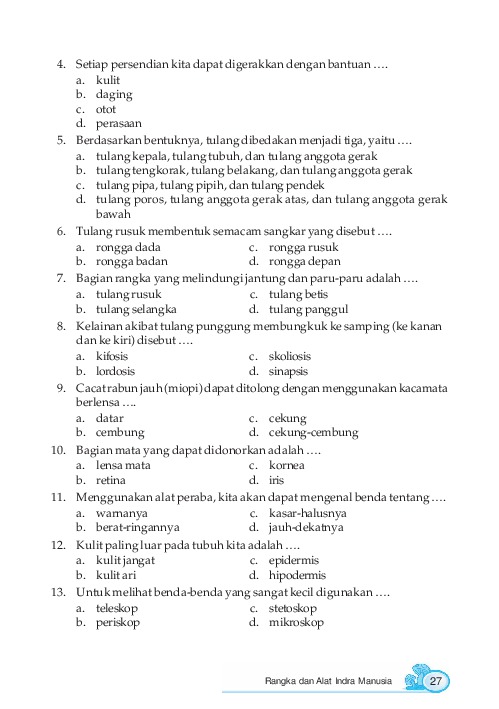 4. Setiap persendian kita dapat digerakkan dengan bantuan ....
a. kulit
b. daging
c. otot
d. perasaan
5. Berdasarkan bentuknya, tulang dibedakan menjadi tiga, yaitu ....
a. tulang kepala, tulang tubuh, dan tulang anggota gerak
b. tulang tengkorak, tulang belakang, dan tulang anggota gerak
c. tulang pipa, tulang pipih, dan tulang pendek
d. tulang poros, tulang anggota gerak atas, dan tulang anggota gerak
bawah
6. Tulang rusuk membentuk semacam sangkar yang disebut ....
a. rongga dada c. rongga rusuk
b. rongga badan d. rongga depan
7. Bagian rangka yang melindungi jantung dan paru-paru adalah ....
a. tulang rusuk c. tulang betis
b. tulang selangka d. tulang panggul
8. Kelainan akibat tulang punggung membungkuk ke samping (ke kanan
dan ke kiri) disebut ....
a. kifosis c. skoliosis
b. lordosis d. sinapsis
9. Cacat rabun jauh (miopi) dapat ditolong dengan menggunakan kacamata
berlensa ....
a. datar c. cekung
b. cembung d. cekung-cembung
10. Bagian mata yang dapat didonorkan adalah ....
a. lensa mata c. kornea
b. retina d. iris
11. Menggunakan alat peraba, kita akan dapat mengenal benda tentang ....
a. warnanya c. kasar-halusnya
b. berat-ringannya d. jauh-dekatnya
12. Kulit paling luar pada tubuh kita adalah ....
a. kulit jangat c. epidermis
b. kulit ari d. hipodermis
13. Untuk melihat benda-benda yang sangat kecil digunakan ....
a. teleskop c. stetoskop
b. periskop d. mikroskop
Rangka dan Alat Indra Manusia 27